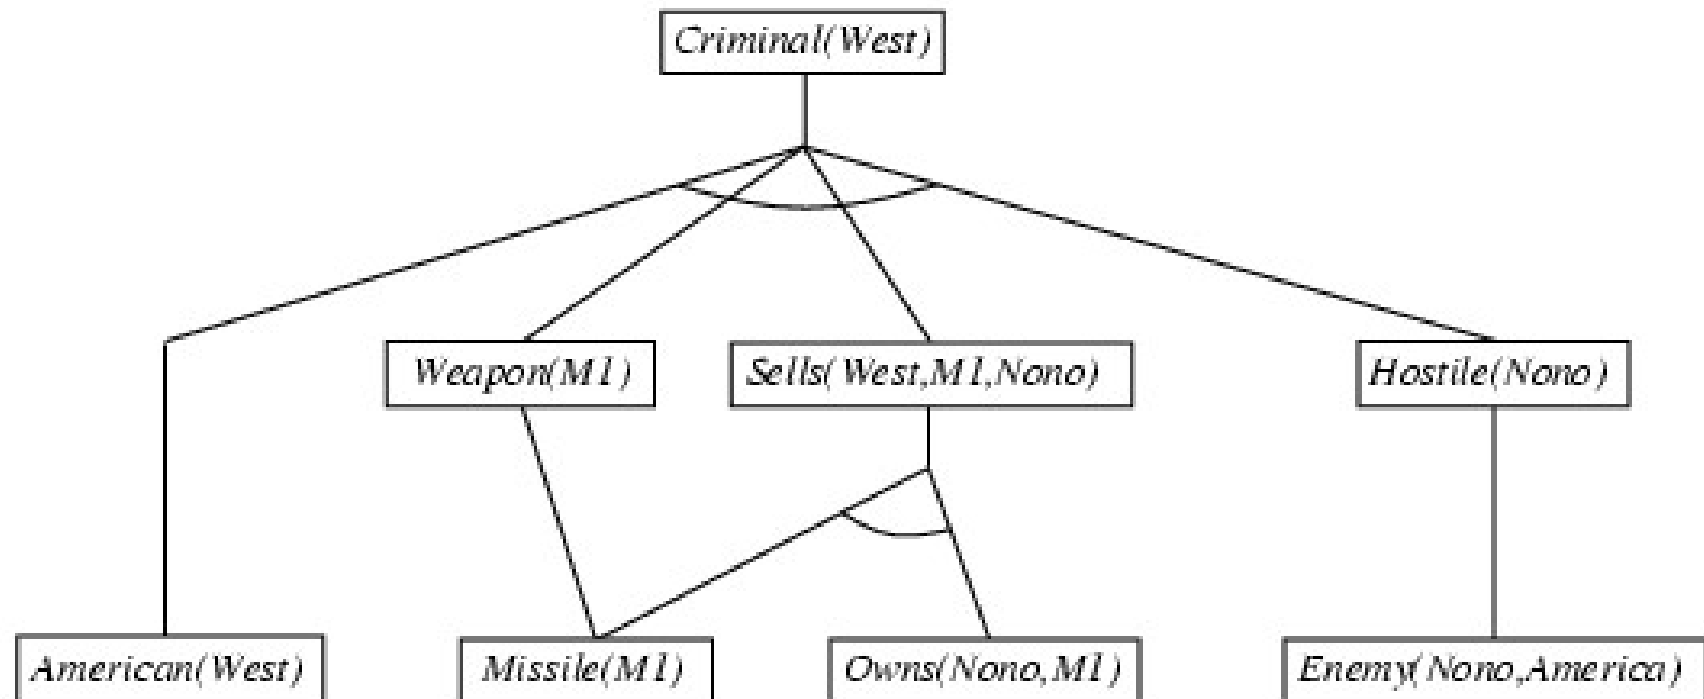 Criminal(West)
Weapon(M1)
Sells(West,M1,Nono)
Hostile(Nono)
American(West)
Missile(M1)
Owns(Nono,M1)
Enemy(Nono,America)